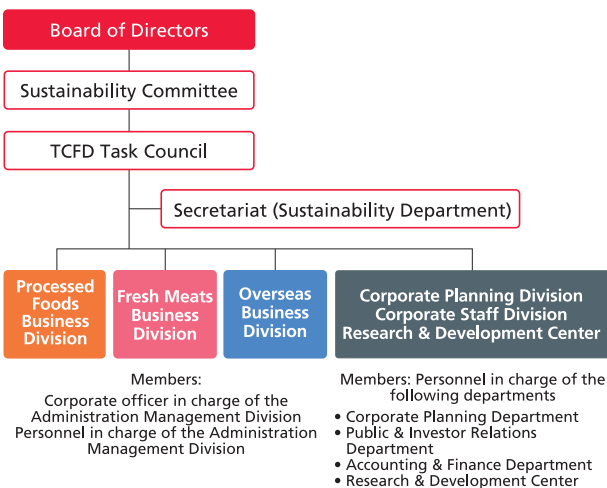 Board of Directors
Sustainability Committee
TCFD Task Council
Secretariat (Sustainability Department)
Processed
Foods
Business
Division
Fresh Meats
Business
Division
Overseas
Business
Division
Corporate Planning Division
Corporate Staff Division
Research & Development Center
Members:
Corporate officer in charge of the
Administration Management Division
Personnel in charge of the Administration
Management Division
Members: Personnel in charge of the
following departments
• Corporate Planning Department
• Public & Investor Relations
Department
• Accounting & Finance Department
• Research & Development Center